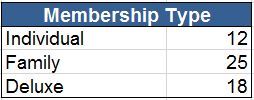 Membership Type
Individual 12
Family 25
Deluxe 18